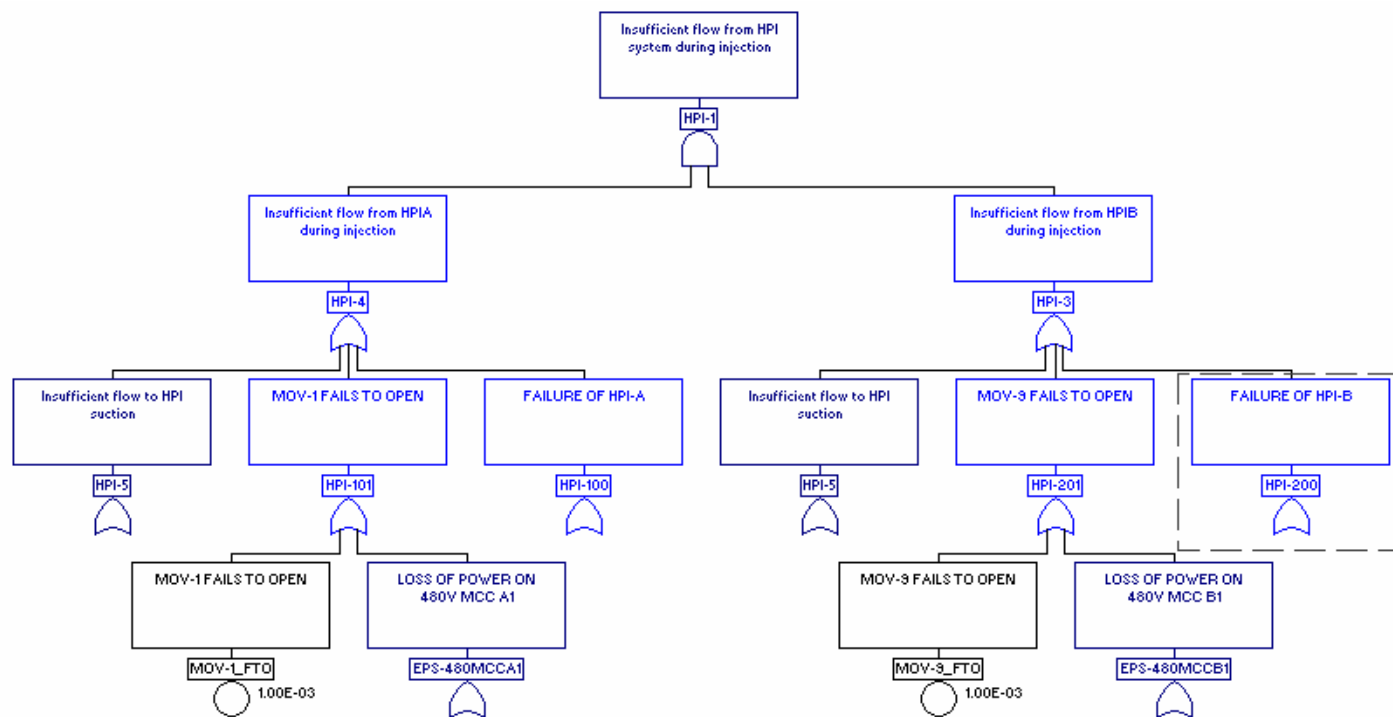 Insufficient flow from HPI
system during injection
HPI-1
Insufficient flow from HPIA
during injection
HPI-4
Insufficient flow from HPIB
during injection
HPI-3
Insufficient flow to HPI
suction
HPI-5
MOV-1 FAILS TO OPEN
HPI-101
FAILURE OF HPI-A
HPI-100
Insufficient flow to HPI
suction
HPI-5
MOV-9 FAILS TO OPEN
HPI-201
FAILURE OF HPI-B
HPI-200
MOV-1 FAILS TO OPEN
MOV-1_FTO
1.00E-03
LOSS OF POWER ON
480V MCC A1
EPS-480MCCA1
MOV-9 FAILS TO OPEN
MOV-9_FTO
1.00E-03
LOSS OF POWER ON
480V MCC B1
EPS-480MCCB1